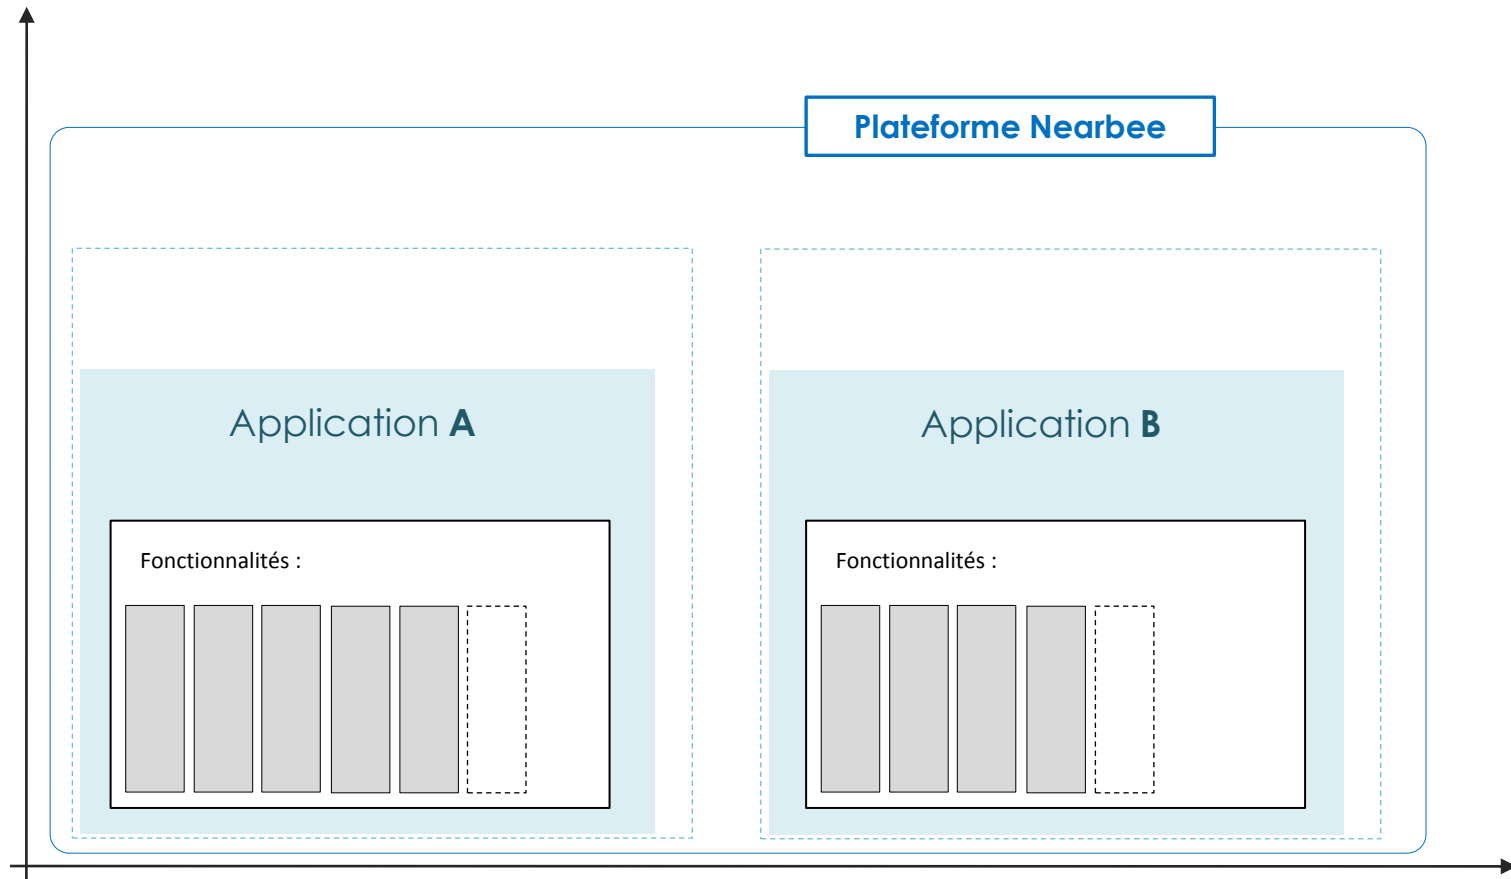 Plateforme Nearbee
Application A
Application B
Fonctionnalités :
Fonctionnalités :